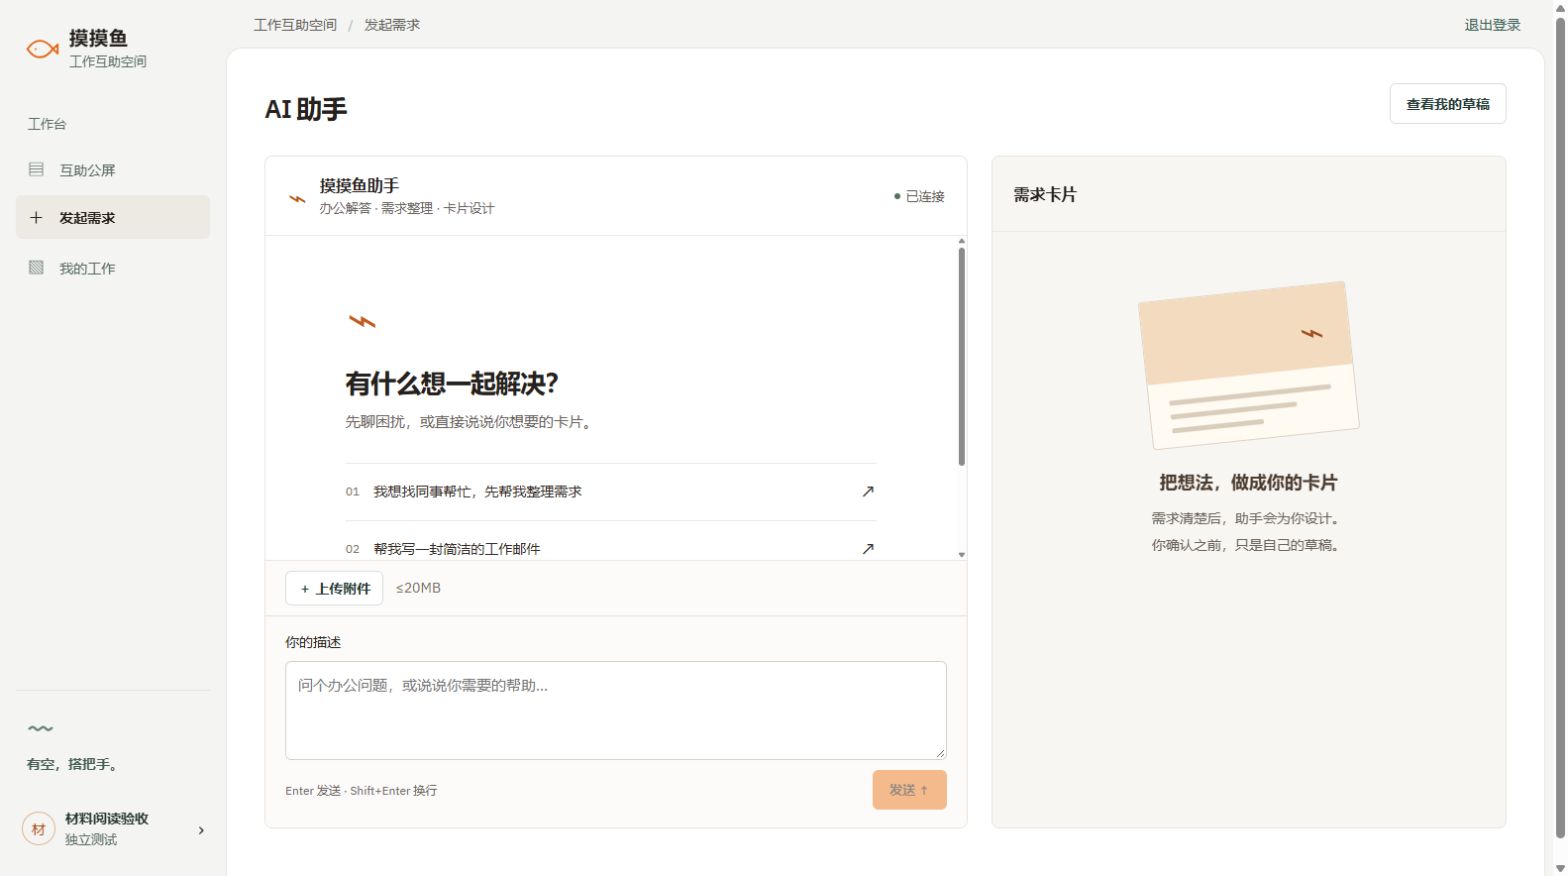 摸摸鱼
工作互助空间
工作台
互助公屏
发起需求
我的工作
有空，搭把手。
材
材料阅读验收
独立测试
工作互助空间 / 发起需求
退出登录
AI 助手
查看我的草稿
摸摸鱼助手
办公解答 · 需求整理 · 卡片设计
已连接
有什么想一起解决？
先聊困扰，或直接说说你想要的卡片。
01 我想找同事帮忙，先帮我整理需求 ↗
02 帮我写一封简洁的工作邮件 ↗
+ 上传附件 ≤20MB
你的描述
问个办公问题，或说说你需要的帮助...
Enter 发送 · Shift+Enter 换行
发送 ↑
需求卡片
把想法，做成你的卡片
需求清楚后，助手会为你设计。
你确认之前，只是自己的草稿。